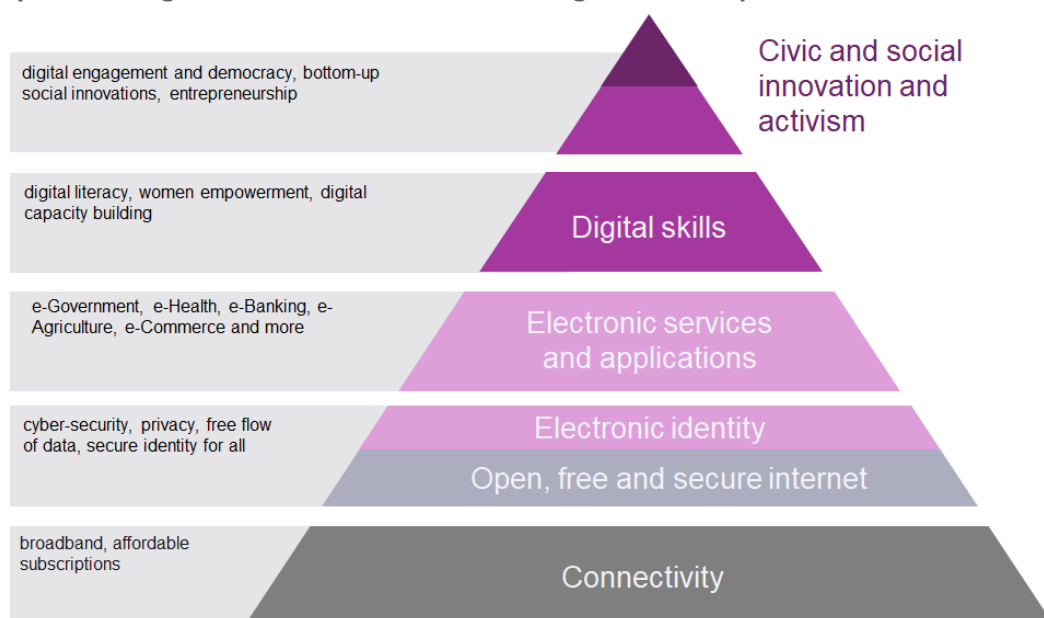 digital engagement and democracy, bottom-up
social innovations, entrepreneurship
Civic and social
innovation and
activism
digital literacy, women empowerment, digital
capacity building
Digital skills
e-Government, e-Health, e-Banking, e-
Agriculture, e-Commerce and more
Electronic services
and applications
cyber-security, privacy, free flow
of data, secure identity for all
Electronic identity
Open, free and secure internet
broadband, affordable
subscriptions
Connectivity